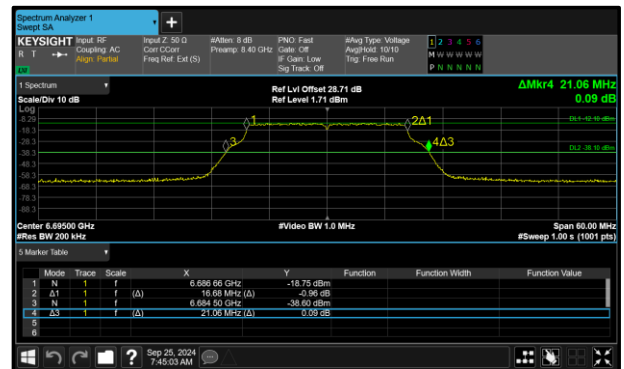 Spectrum Analyzer 1
Swept SA
+
KEYSIGHT Input: RF Input Z: 50 Ω #Atten: 8 dB PNO: Fast #Avg Type: Voltage 1 2 3 4 5 6
R T Coupling: AC Corr CCorr Preamp: 8.40 GHz Gate: Off Avg|Hold: 10/10 M W W W W W
Align: Partial Freq Ref: Ext (S) IF Gain: Low Trig: Free Run P N N N N N
Sig Track: Off
1 Spectrum Ref Lvl Offset 28.71 dB ΔMkr4 21.06 MHz
Scale/Div 10 dB Ref Level 1.71 dBm 0.09 dB
Log
-8.29 DL1 -12.10 dBm
1 2Δ1
-18.3
-28.3
3 4Δ3
-38.3 DL2 -38.10 dBm
-48.3
-58.3
-68.3
-78.3
-88.3
Center 6.69500 GHz #Video BW 1.0 MHz Span 60.00 MHz
#Res BW 200 kHz #Sweep 1.00 s (1001 pts)
5 Marker Table
Mode Trace Scale X Y Function Function Width Function Value
1 N 1 f 6.686 66 GHz -18.75 dBm
2 Δ1 1 f (Δ) 16.68 MHz (Δ) -0.96 dB
3 N 1 f 6.684 50 GHz -38.60 dBm
4 Δ3 1 f (Δ) 21.06 MHz (Δ) 0.09 dB
5
6
? Sep 25, 2024
7:45:03 AM